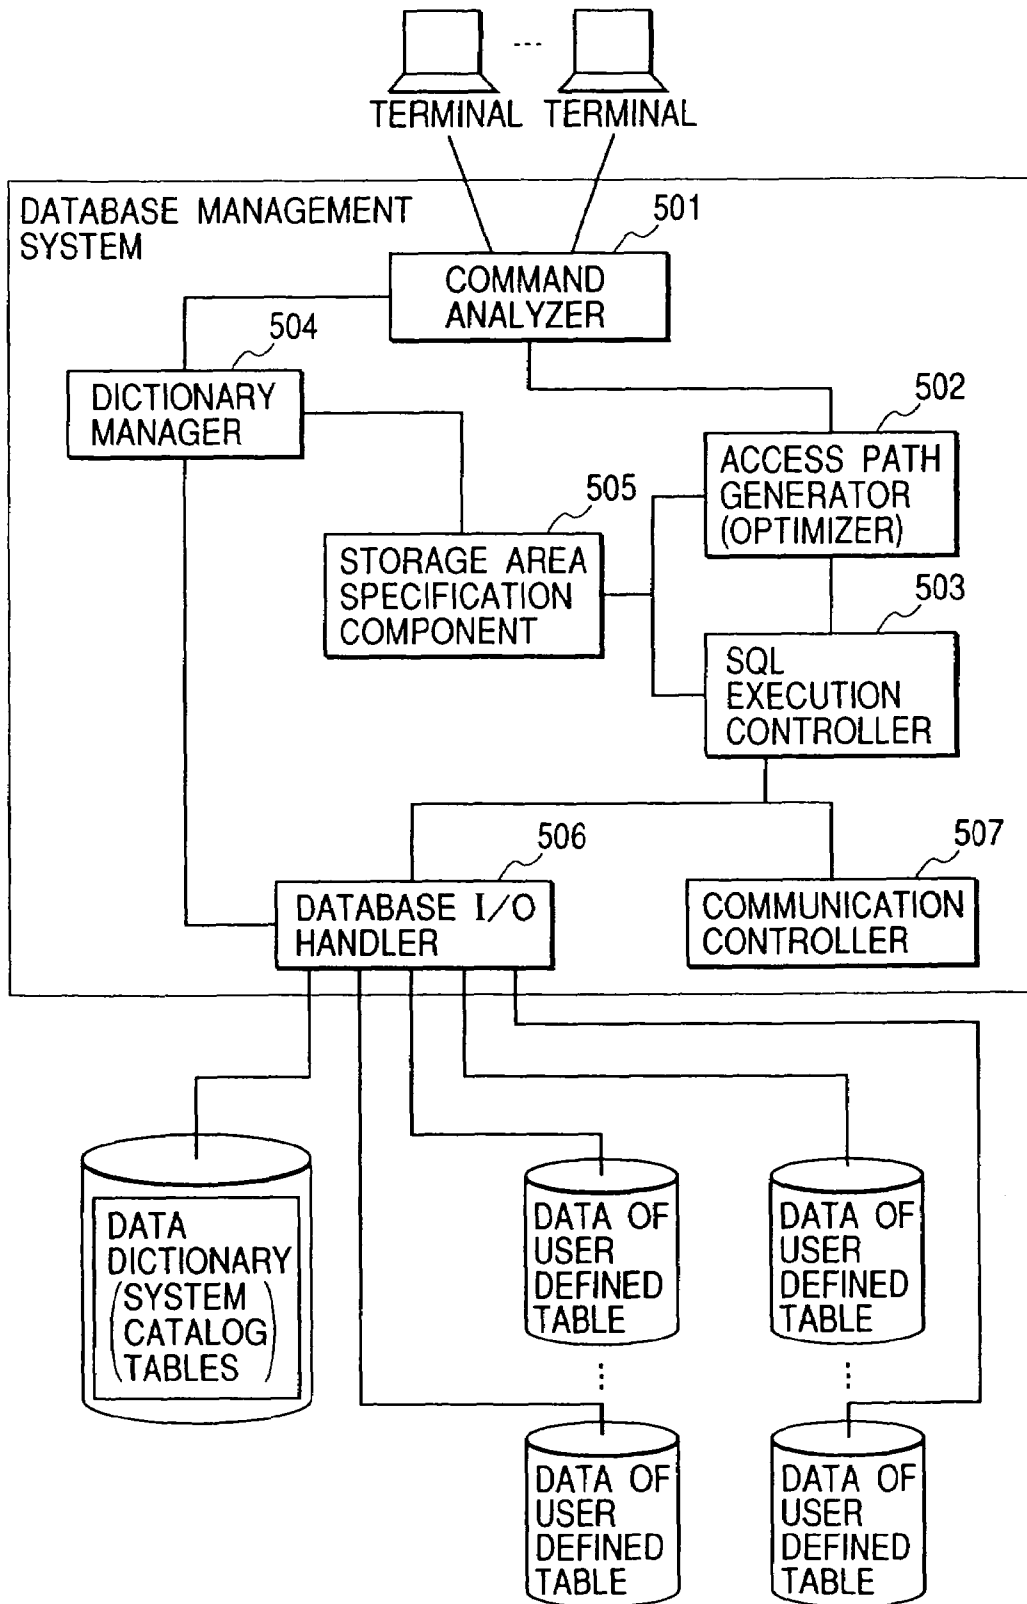 TERMINAL TERMINAL
DATABASE MANAGEMENT
SYSTEM
501
COMMAND
ANALYZER
504
DICTIONARY
MANAGER
502
ACCESS PATH
GENERATOR
(OPTIMIZER)
505
STORAGE AREA
SPECIFICATION
COMPONENT
503
SQL
EXECUTION
CONTROLLER
506
DATABASE I/O
HANDLER
507
COMMUNICATION
CONTROLLER
DATA
DICTIONARY
(SYSTEM
CATALOG
TABLES)
DATA OF
USER
DEFINED
TABLE
DATA OF
USER
DEFINED
TABLE
DATA OF
USER
DEFINED
TABLE
DATA OF
USER
DEFINED
TABLE